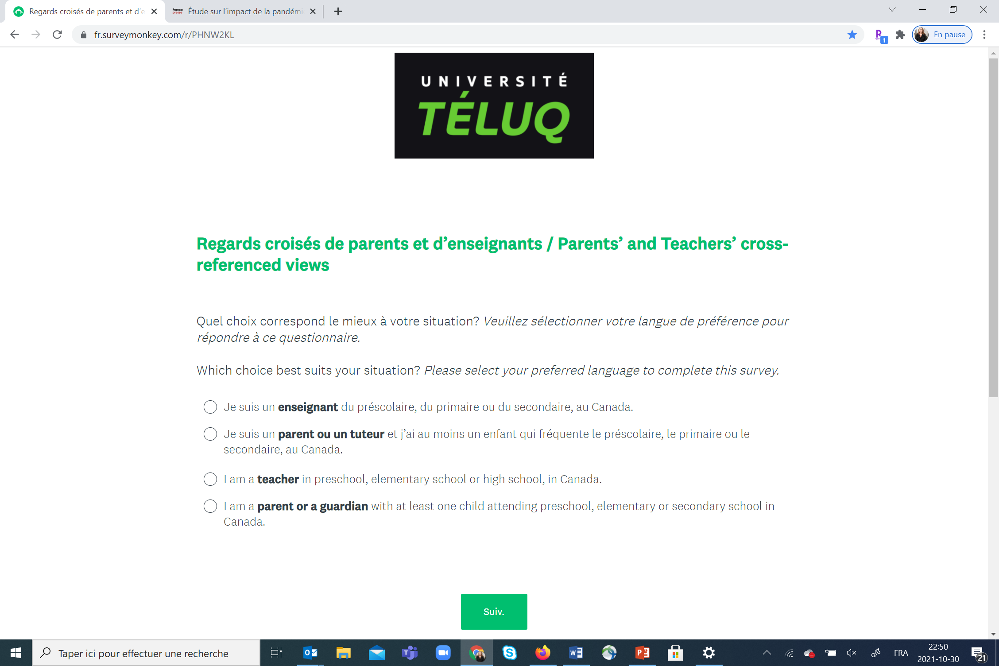 Regards croisés de parents et d'e
franco
presse
Étude sur l'impact de la pandémi
fr.surveymonkey.com/r/PHNW2KL
1
En pause
UNIVERSITÉ
TÉLUQ
Regards croisés de parents et d'enseignants / Parents' and Teachers' cross-
referenced views
Quel choix correspond le mieux à votre situation? Veuillez sélectionner votre langue de préférence pour
répondre à ce questionnaire.
Which choice best suits your situation? Please select your preferred language to complete this survey.
Je suis un enseignant du préscolaire, du primaire ou du secondaire, au Canada.
Je suis un parent ou un tuteur et j'ai au moins un enfant qui fréquente le préscolaire, le primaire ou le
secondaire, au Canada.
I am a teacher in preschool, elementary school or high school, in Canada.
I am a parent or a guardian with at least one child attending preschool, elementary or secondary school in
Canada.
Suiv.
Taper ici pour effectuer une recherche
FRA
22:50
2021-10-30
21